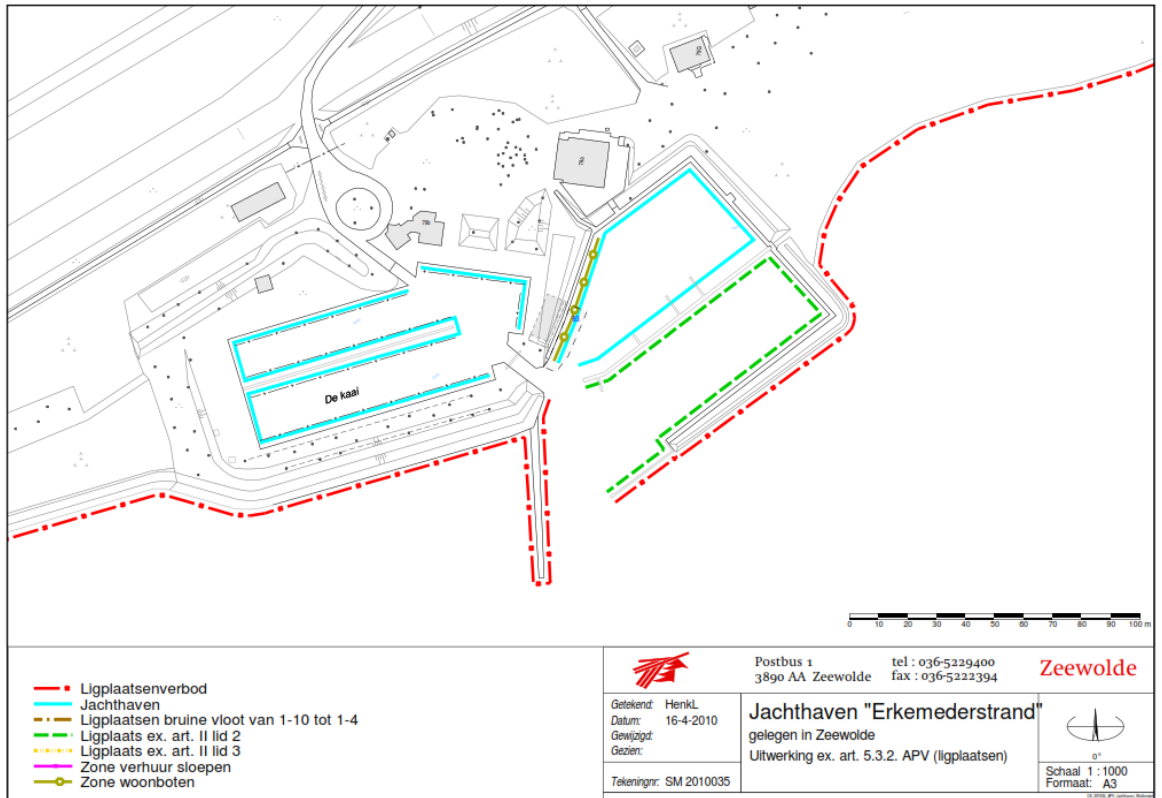 79c
79a
79b
De kaai
0 10 20 30 40 50 60 70 80 90 100 m
Ligplaatsenverbod
Jachthaven
Ligplaatsen bruine vloot van 1-10 tot 1-4
Ligplaats ex. art. II lid 2
Ligplaats ex. art. II lid 3
Zone verhuur sloepen
Zone woonboten
Postbus 1
3890 AA Zeewolde
tel : 036-5229400
fax : 036-5222394
Zeewolde
Getekend: HenkL
Datum: 16-4-2010
Gewijzigd:
Gezien:
Tekeningnr: SM 2010035
Jachthaven "Erkemederstrand"
gelegen in Zeewolde
Uitwerking ex. art. 5.3.2. APV (ligplaatsen)
0°
Schaal 1 : 1000
Formaat: A3